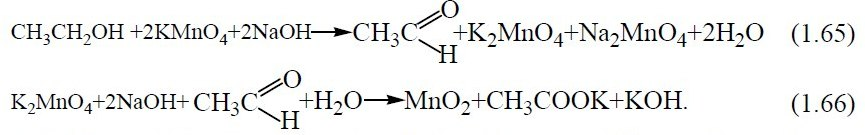 CH₃CH₂OH +2KMnO₄+2NaOH→CH₃C(=O)H+K₂MnO₄+Na₂MnO₄+2H₂O (1.65)
K₂MnO₄+2NaOH+ CH₃C(=O)H+H₂O→MnO₂+CH₃COOK+KOH. (1.66)